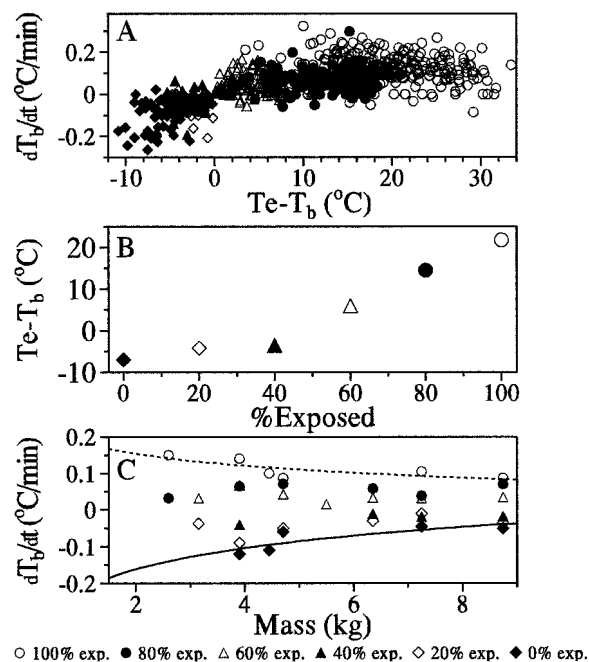 A
dT_b/dt (°C/min)
0.2
0
-0.2
-10 0 10 20 30
Te-T_b (°C)
B
Te-T_b (°C)
20
10
0
-10
0 20 40 60 80 100
%Exposed
C
dT_b/dt (°C/min)
0.2
0.1
0
-0.1
-0.2
2 4 6 8
Mass (kg)
○ 100% exp. ● 80% exp. △ 60% exp. ▲ 40% exp. ◇ 20% exp. ◆ 0% exp.